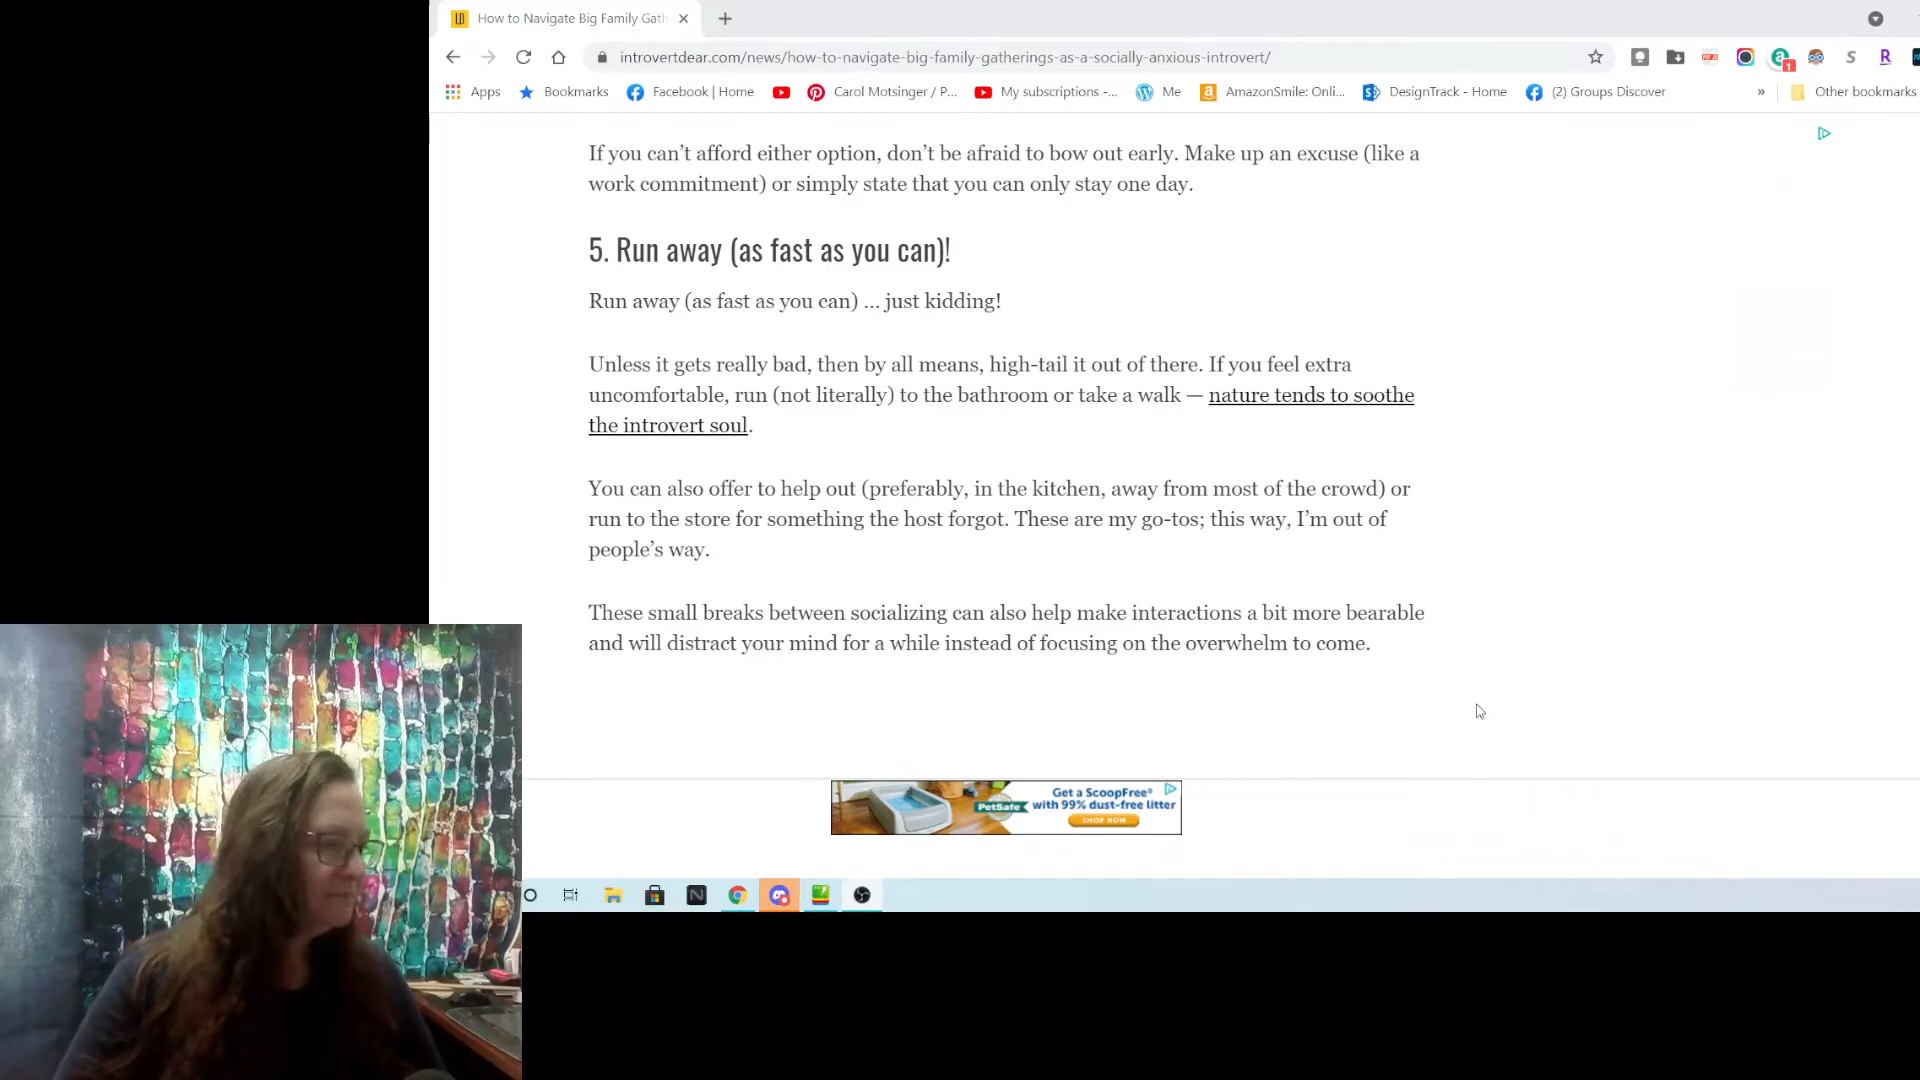 How to Navigate Big Family Gath
introvertdear.com/news/how-to-navigate-big-family-gatherings-as-a-socially-anxious-introvert/
Apps
Bookmarks
Facebook | Home
Carol Motsinger / P...
My subscriptions -...
Me
AmazonSmile: Onli...
DesignTrack - Home
(2) Groups Discover
»
Other bookmarks
If you can’t afford either option, don’t be afraid to bow out early. Make up an excuse (like a
work commitment) or simply state that you can only stay one day.
5. Run away (as fast as you can)!
Run away (as fast as you can) … just kidding!
Unless it gets really bad, then by all means, high-tail it out of there. If you feel extra
uncomfortable, run (not literally) to the bathroom or take a walk — nature tends to soothe
the introvert soul.
You can also offer to help out (preferably, in the kitchen, away from most of the crowd) or
run to the store for something the host forgot. These are my go-tos; this way, I’m out of
people’s way.
These small breaks between socializing can also help make interactions a bit more bearable
and will distract your mind for a while instead of focusing on the overwhelm to come.
PetSafe
Get a ScoopFree®
with 99% dust-free litter
SHOP NOW